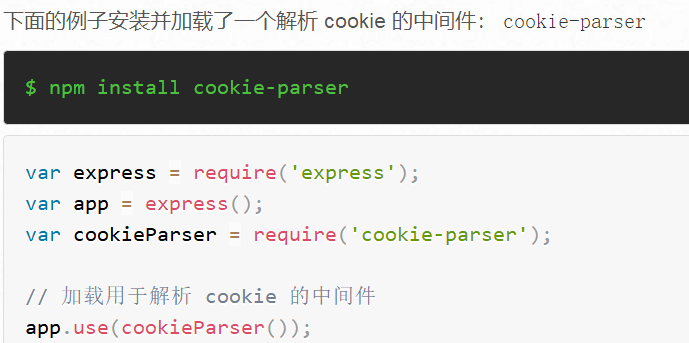 下面的例子安装并加载了一个解析 cookie 的中间件： cookie-parser
$ npm install cookie-parser
var express = require('express');
var app = express();
var cookieParser = require('cookie-parser');
// 加载用于解析 cookie 的中间件
app.use(cookieParser());